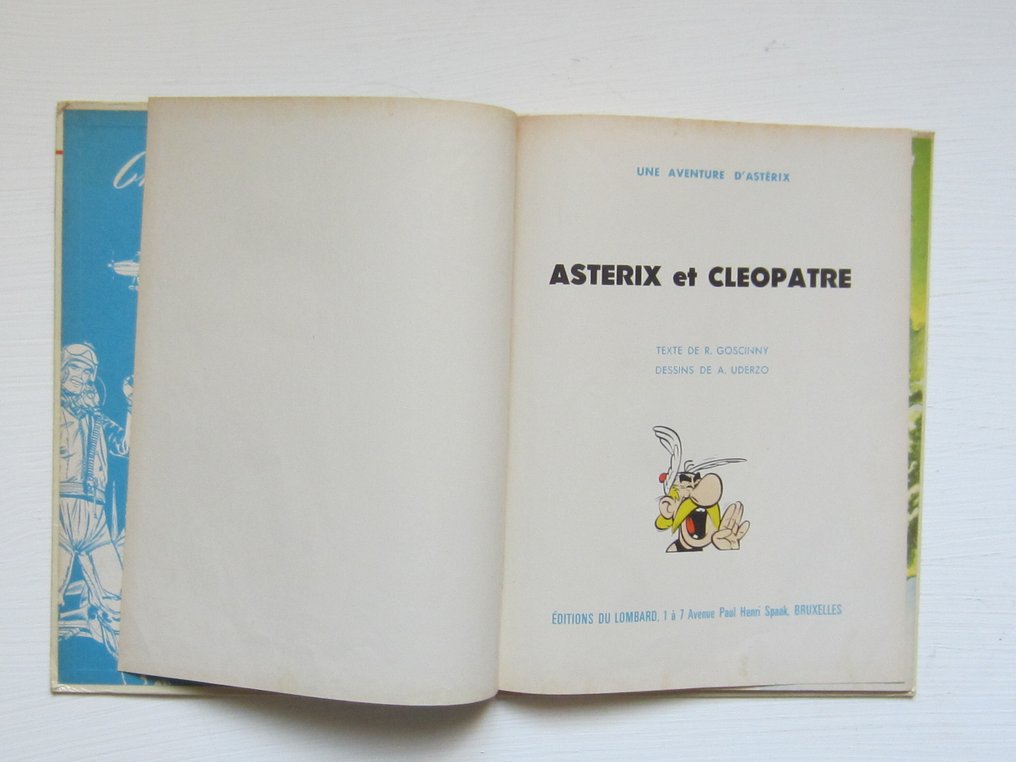 UNE AVENTURE D'ASTÉRIX
ASTERIX et CLEOPATRE
TEXTE DE R. GOSCINNY
DESSINS DE A. UDERZO
ÉDITIONS DU LOMBARD, 1 à 7 Avenue Paul Henri Spaak, BRUXELLES